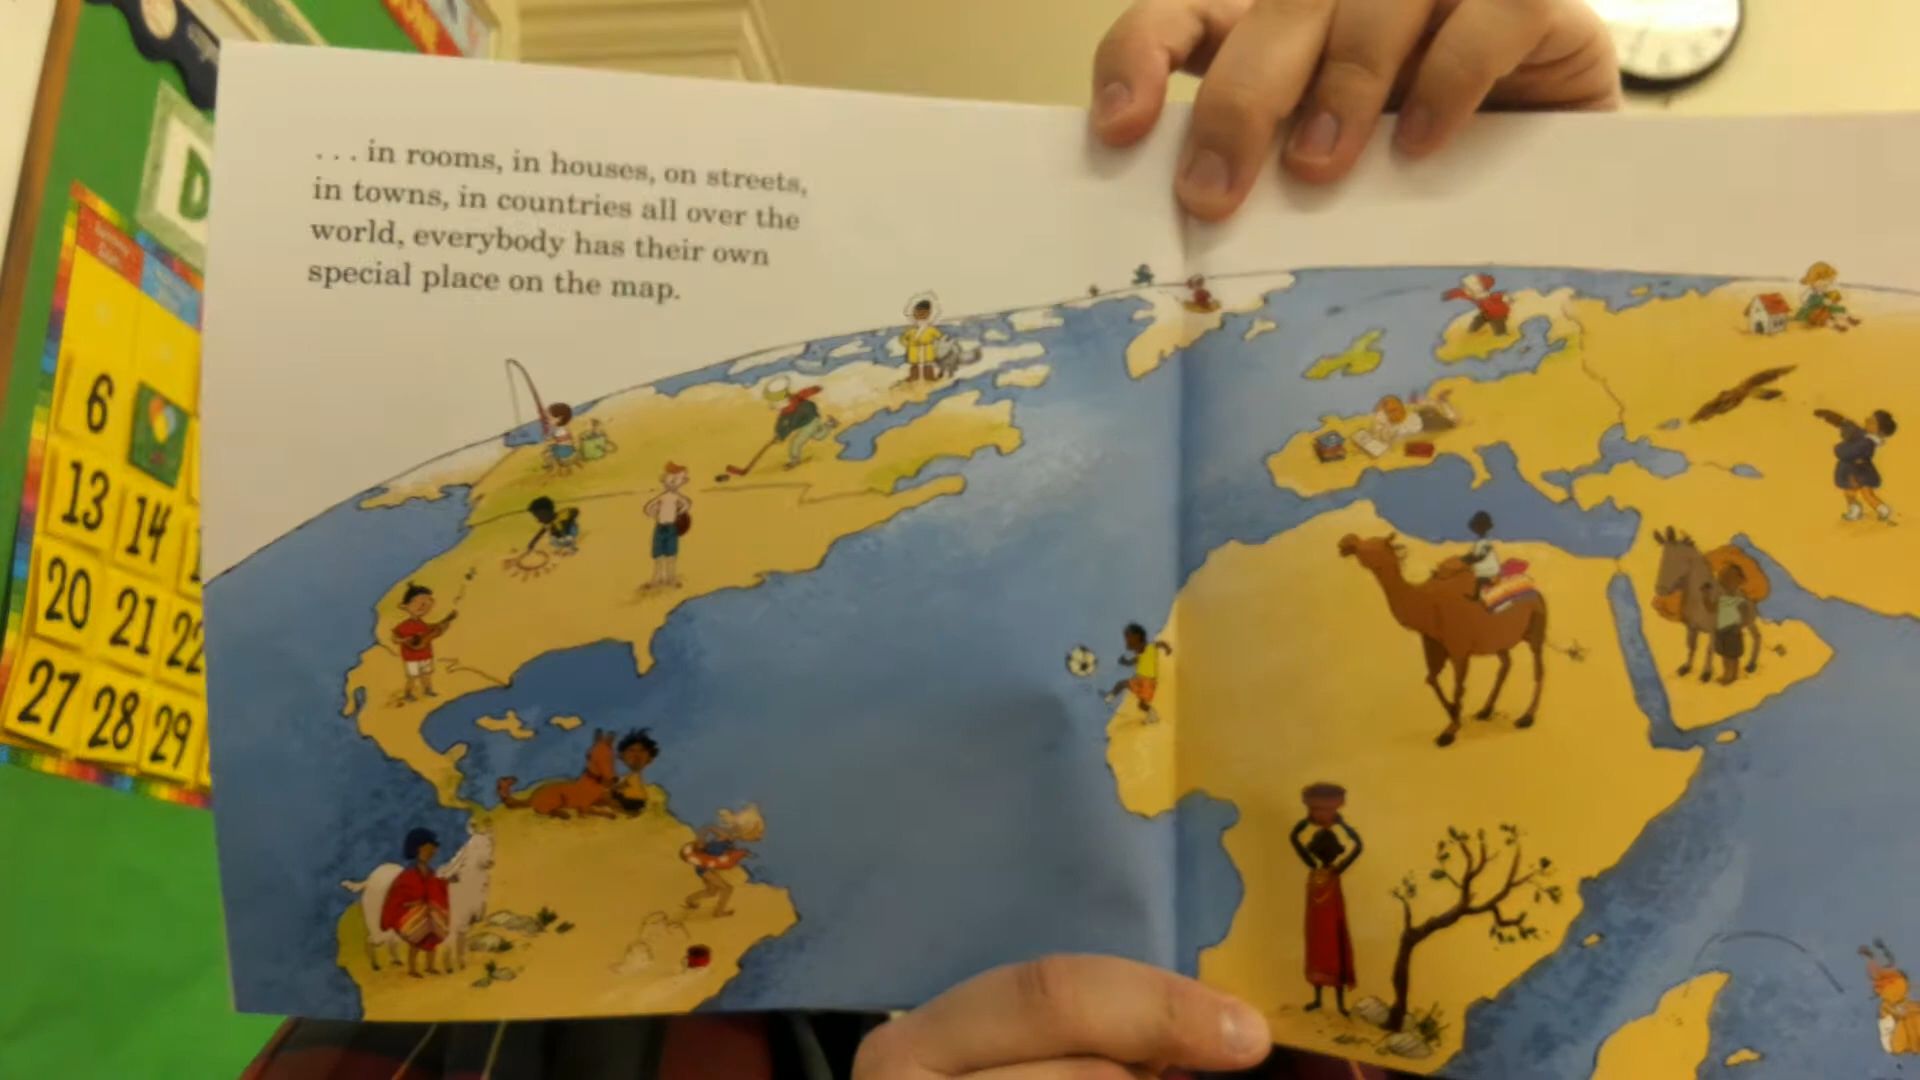 . . . in rooms, in houses, on streets,
in towns, in countries all over the
world, everybody has their own
special place on the map.
D
6
13 14
20 21 22
27 28 29